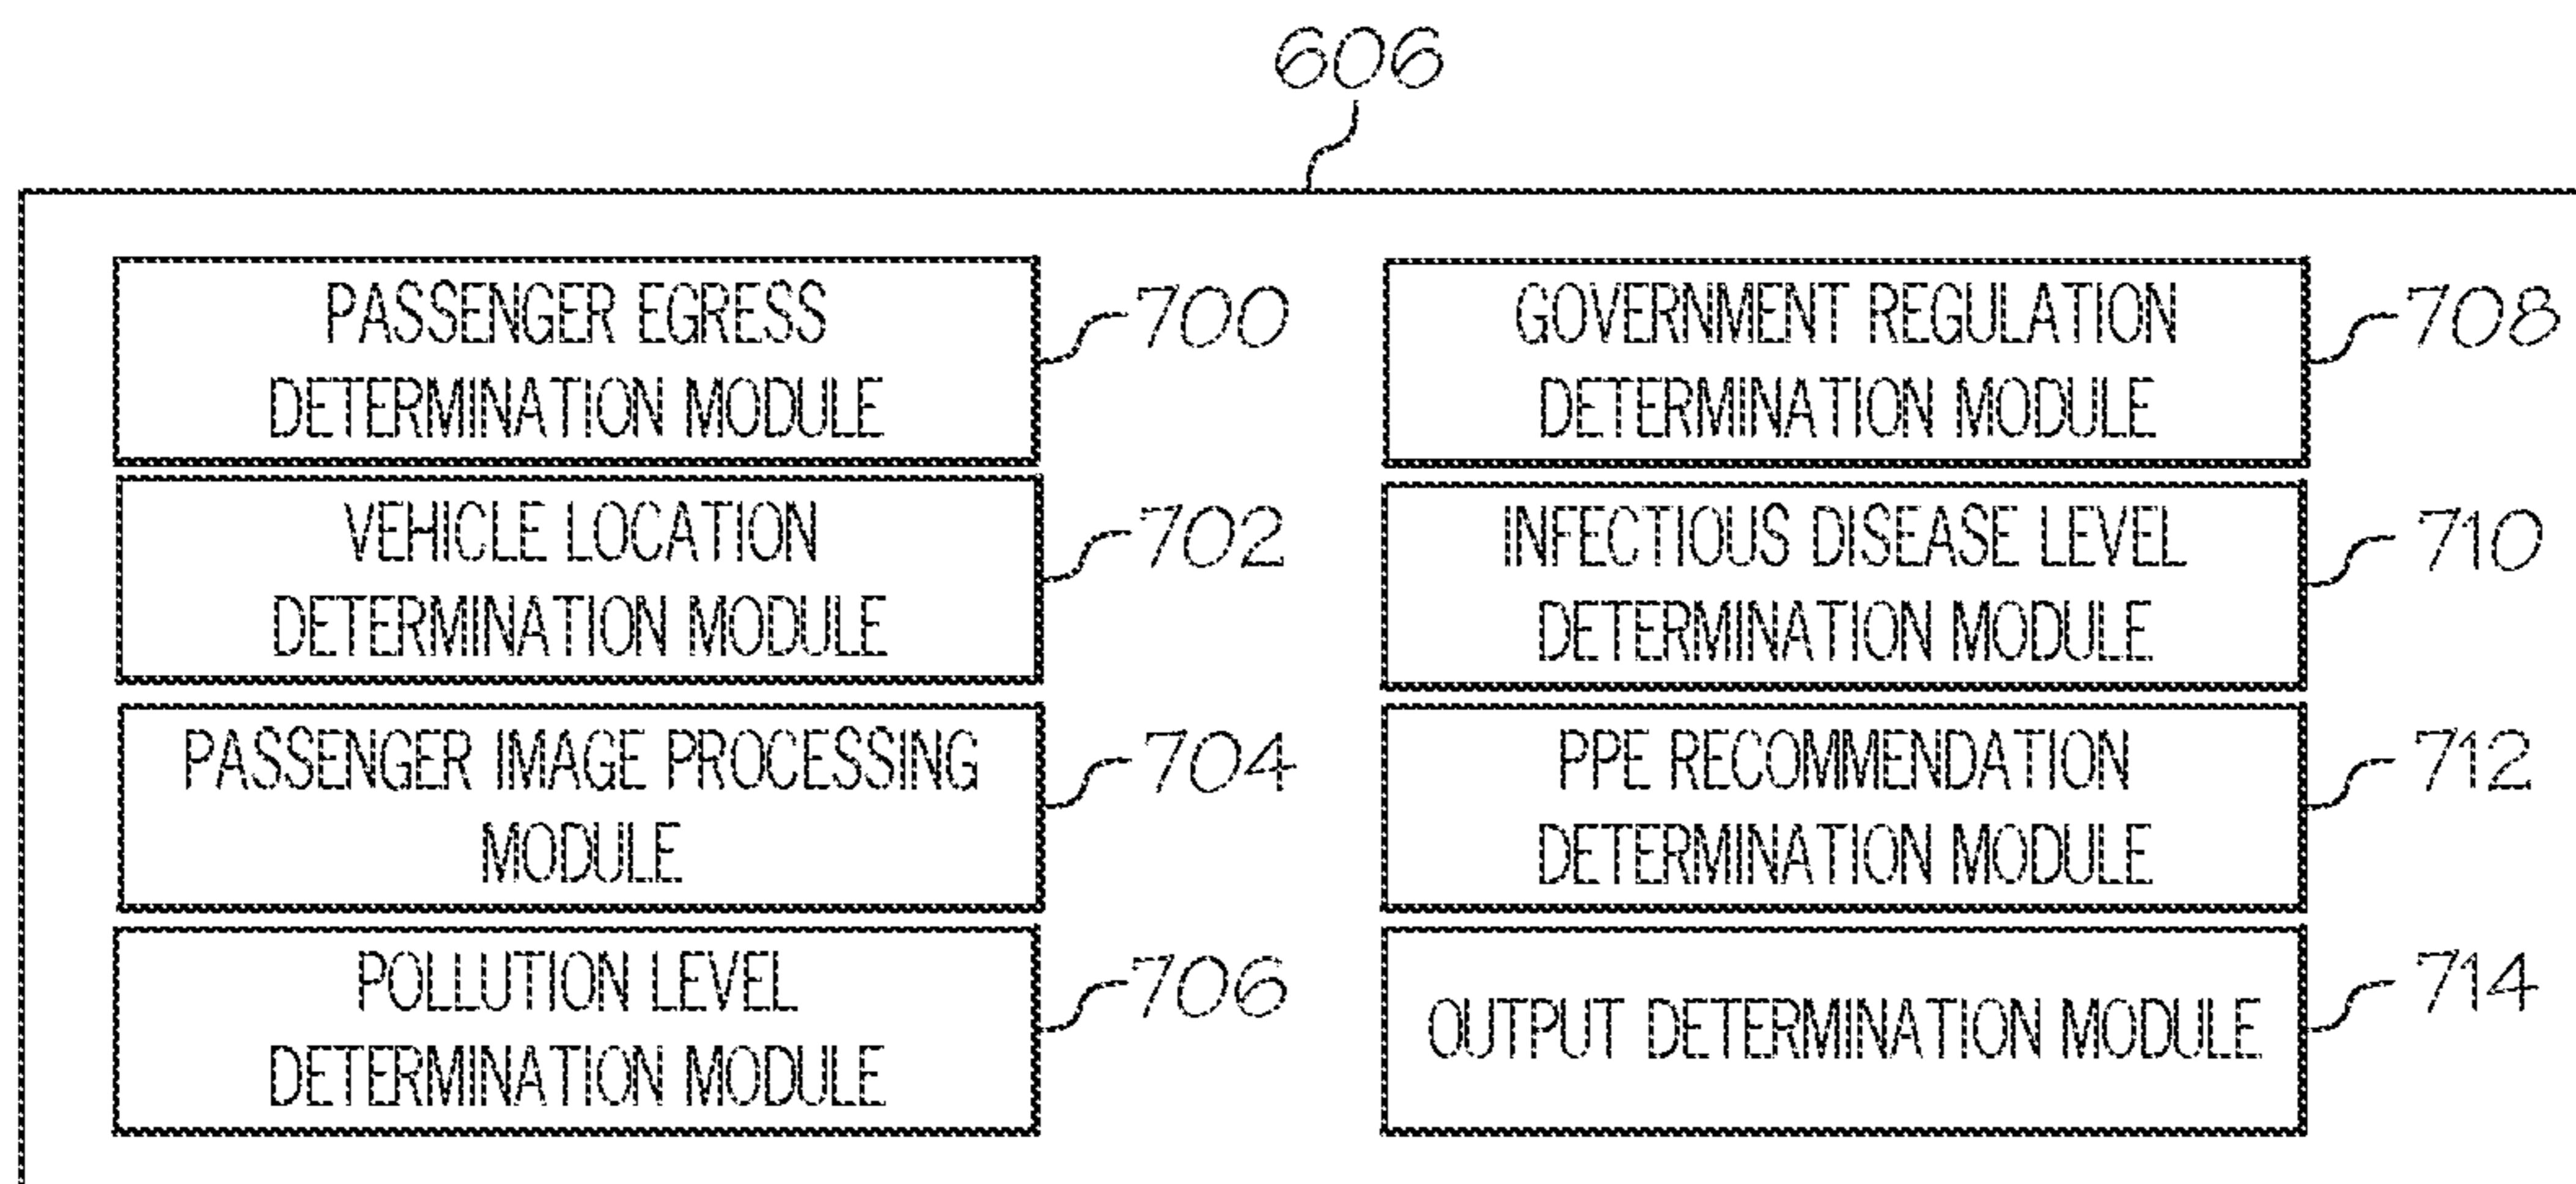 606
PASSENGER EGRESS
DETERMINATION MODULE
700
VEHICLE LOCATION
DETERMINATION MODULE
702
PASSENGER IMAGE PROCESSING
MODULE
704
POLLUTION LEVEL
DETERMINATION MODULE
706
GOVERNMENT REGULATION
DETERMINATION MODULE
708
INFECTIOUS DISEASE LEVEL
DETERMINATION MODULE
710
PPE RECOMMENDATION
DETERMINATION MODULE
712
OUTPUT DETERMINATION MODULE
714